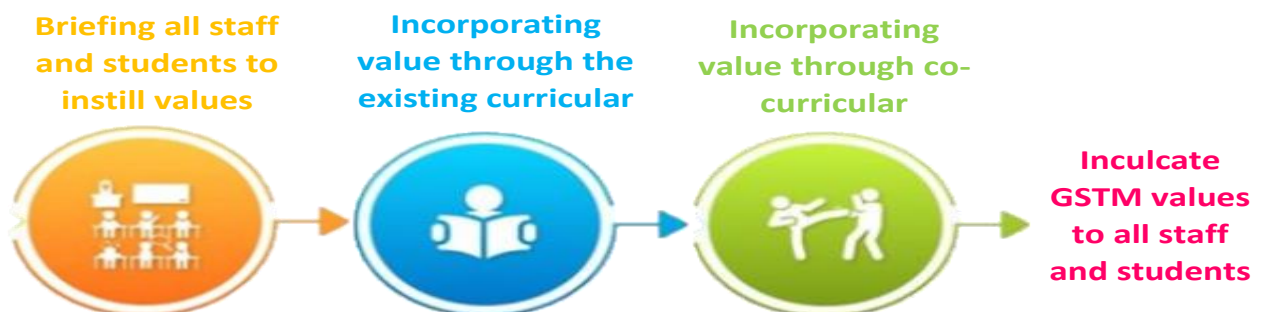 Briefing all staff
and students to
instill values
Incorporating
value through the
existing curricular
Incorporating
value through co-
curricular
Inculcate
GSTM values
to all staff
and students